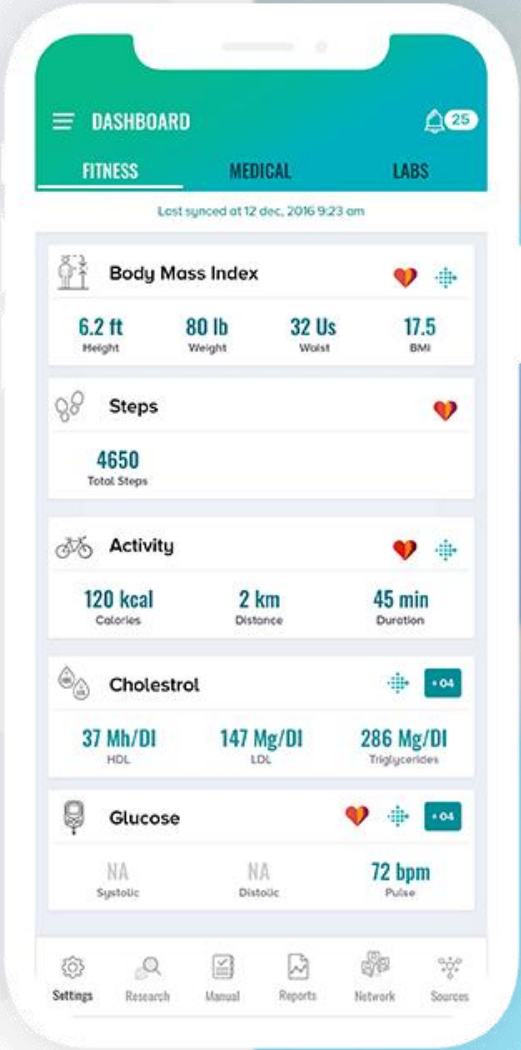 DASHBOARD 25
FITNESS MEDICAL LABS
Last synced at 12 dec, 2016 9:23 am
Body Mass Index
6.2 ft 80 lb 32 Us 17.5
Height Weight Waist BMI
Steps
4650
Total Steps
Activity
120 kcal 2 km 45 min
Calories Distance Duration
Cholestrol + 04
37 Mh/Dl 147 Mg/Dl 286 Mg/Dl
HDL LDL Triglycerides
Glucose + 04
NA NA 72 bpm
Systolic Distolic Pulse
Settings Research Manual Reports Network Sources